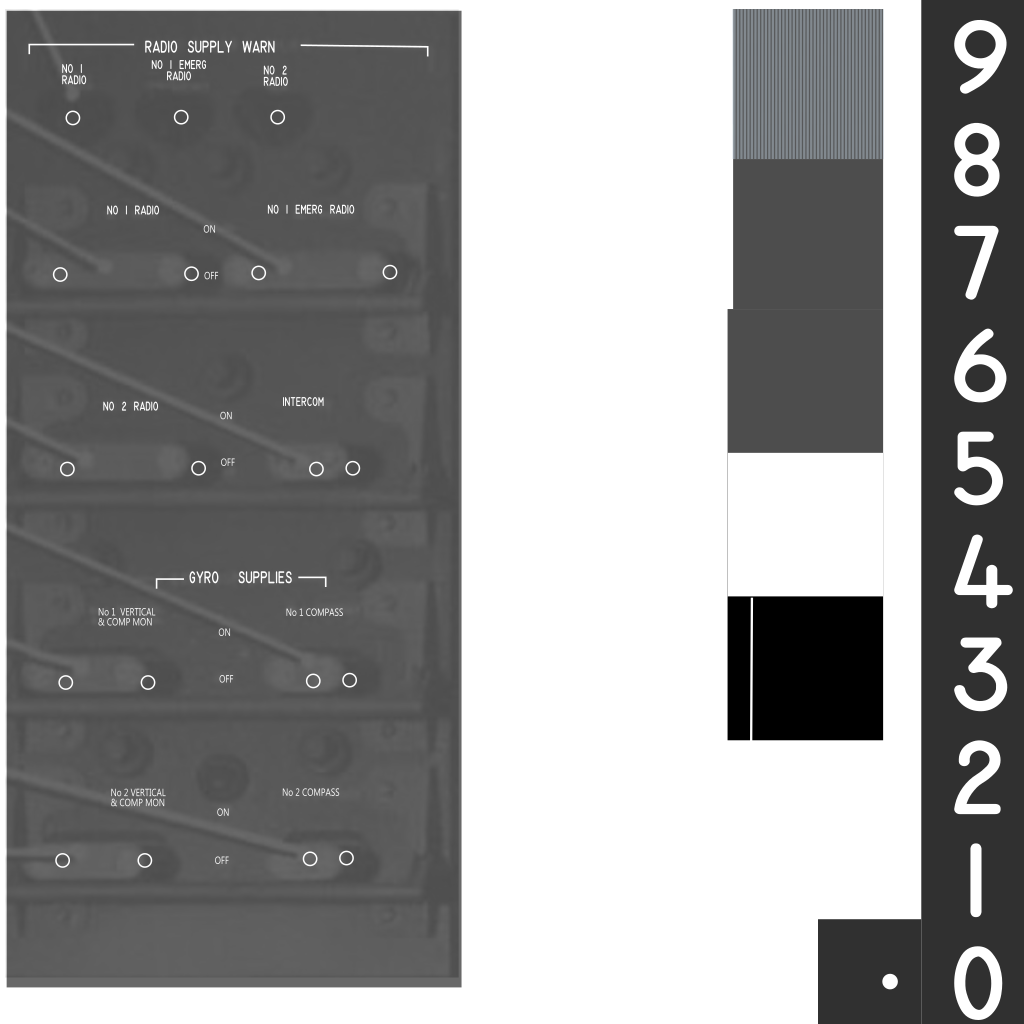 RADIO SUPPLY WARN
NO 1 RADIO
NO 1 EMERG RADIO
NO 2 RADIO
NO 1 RADIO
NO 1 EMERG RADIO
ON
OFF
NO 2 RADIO
INTERCOM
ON
OFF
GYRO SUPPLIES
No 1 VERTICAL
& COMP MON
No 1 COMPASS
ON
OFF
No 2 VERTICAL
& COMP MON
No 2 COMPASS
ON
OFF
9
8
7
6
5
4
3
2
1
.0